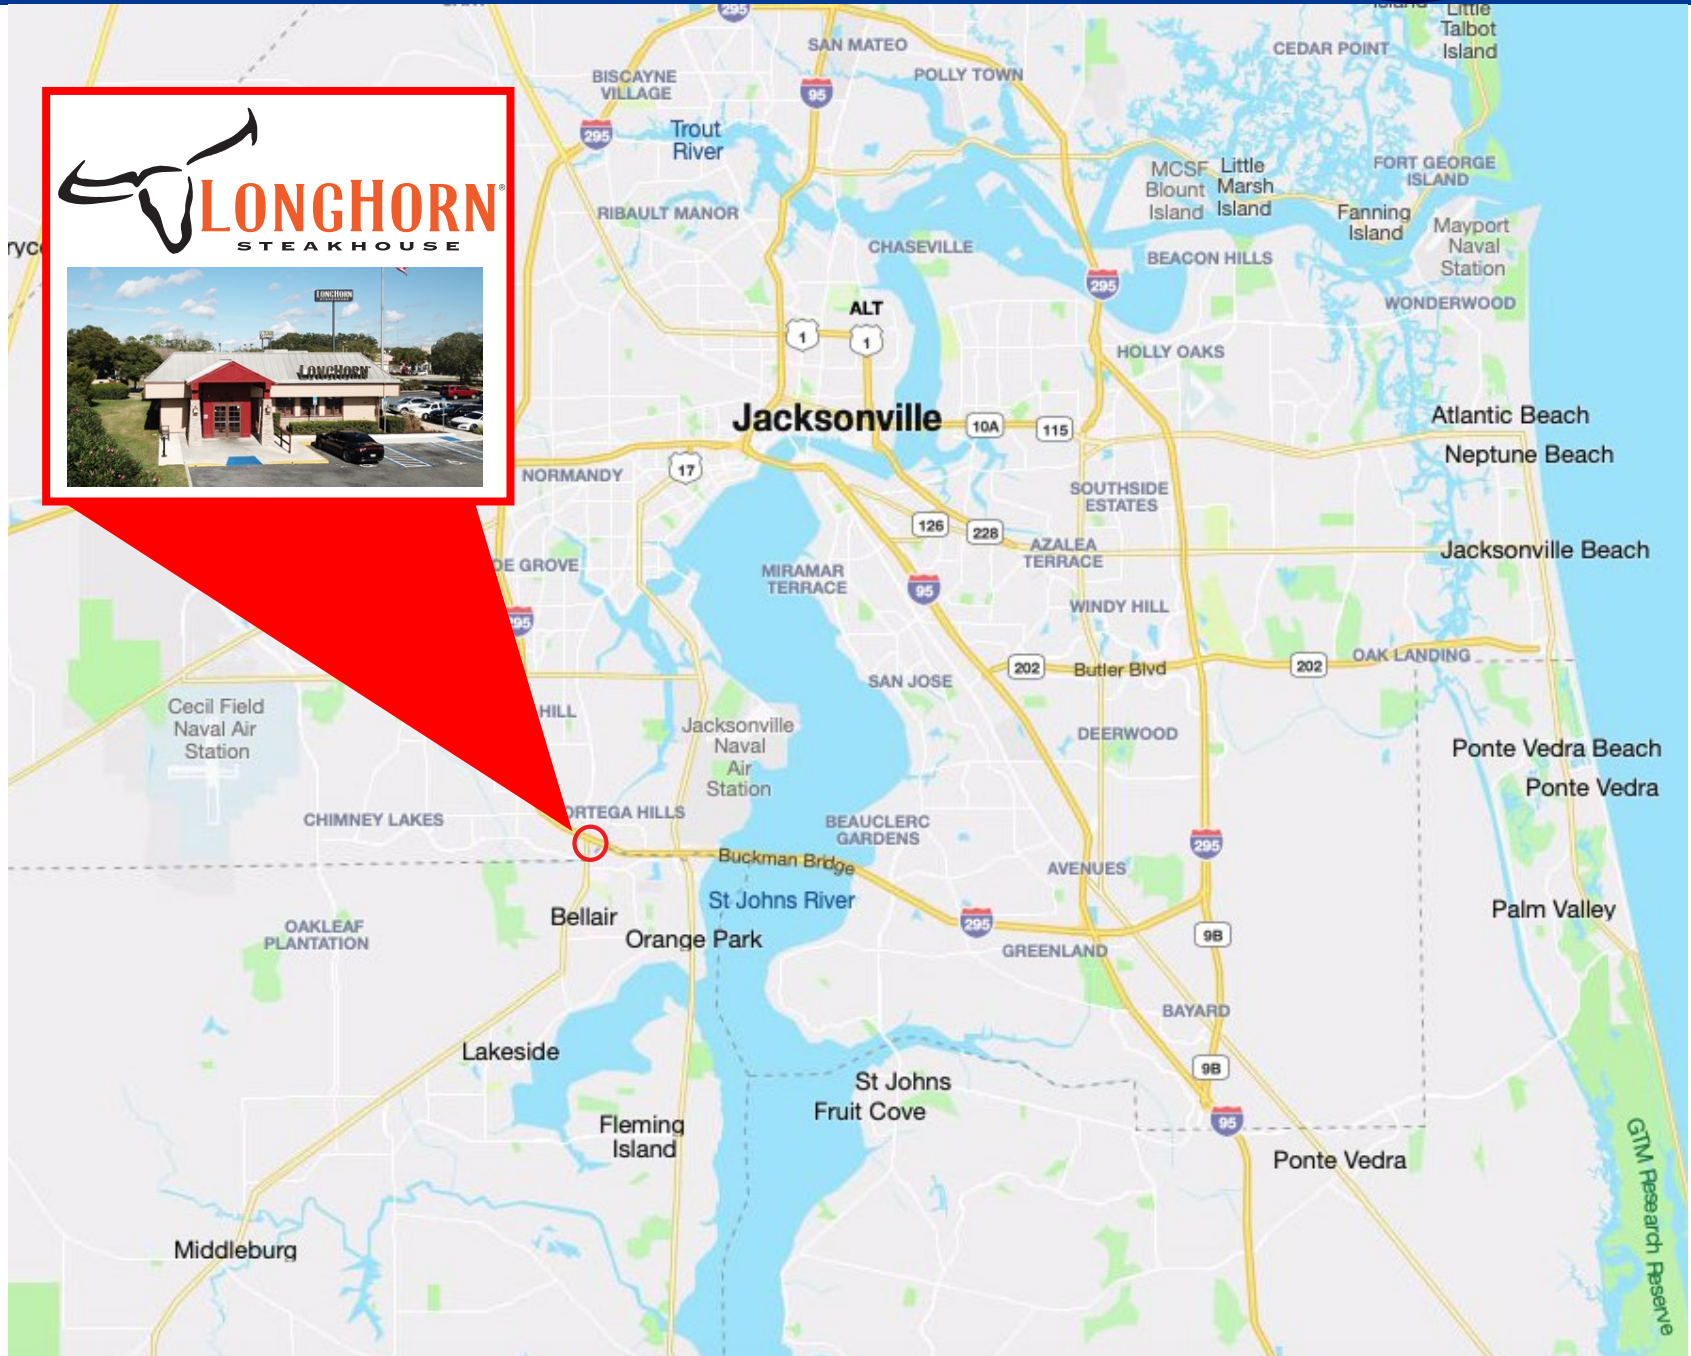 295
Little
Talbot
Island
SAN MATEO
CEDAR POINT
POLLY TOWN
BISCAYNE
VILLAGE
95
295
Trout
River
MCSF
Blount
Island
Little
Marsh
Island
FORT GEORGE
ISLAND
RIBAULT MANOR
Fanning
Island
Mayport
Naval
Station
CHASEVILLE
BEACON HILLS
LONGHORN®
STEAKHOUSE
LONGHORN
LONGHORN
295
WONDERWOOD
ALT
1
1
HOLLY OAKS
Jacksonville
10A
115
Atlantic Beach
Neptune Beach
NORMANDY
17
SOUTHSIDE
ESTATES
126
228
AZALEA
TERRACE
Jacksonville Beach
OE GROVE
MIRAMAR
TERRACE
95
WINDY HILL
295
202
Butler Blvd
202
OAK LANDING
SAN JOSE
Cecil Field
Naval Air
Station
HILL
Jacksonville
Naval
Air
Station
DEERWOOD
Ponte Vedra Beach
Ponte Vedra
CHIMNEY LAKES
ORTEGA HILLS
BEAUCLERC
GARDENS
295
Buckman Bridge
AVENUES
St Johns River
Bellair
Palm Valley
OAKLEAF
PLANTATION
Orange Park
295
9B
GREENLAND
BAYARD
Lakeside
9B
St Johns
Fruit Cove
95
Fleming
Island
Ponte Vedra
GTM Research Reserve
Middleburg